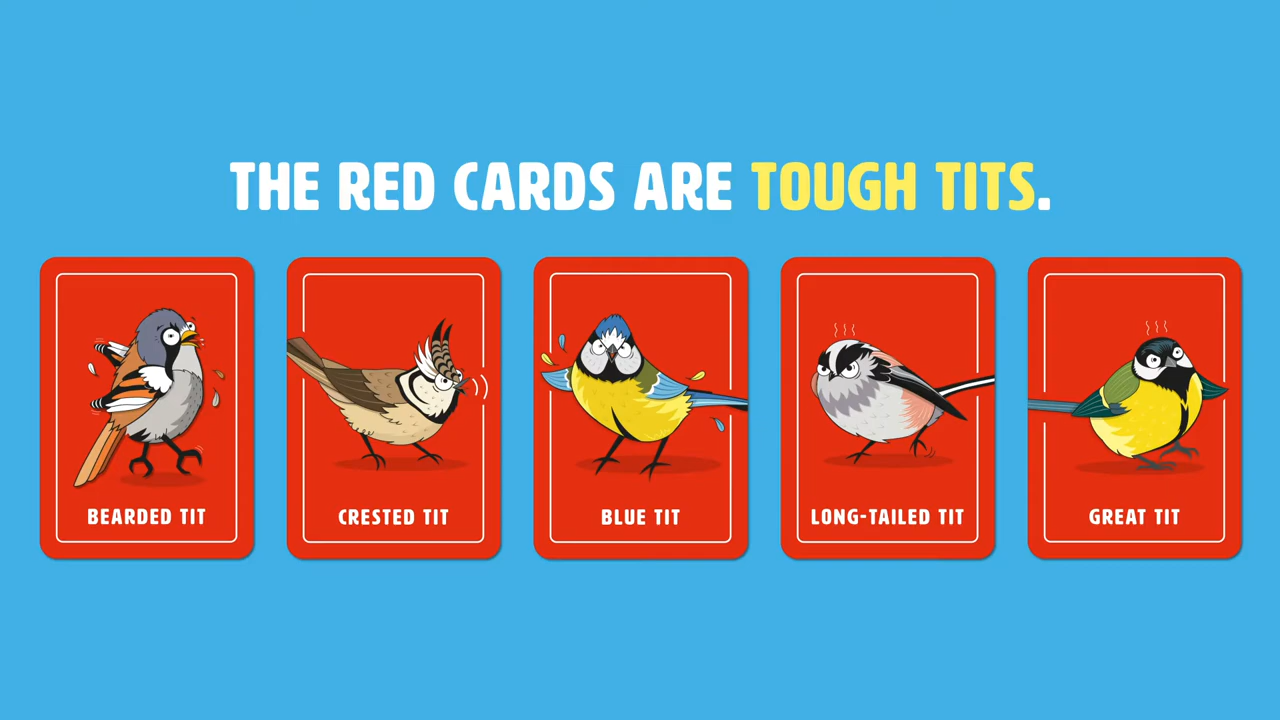 THE RED CARDS ARE TOUGH TITS.
BEARDED TIT
CRESTED TIT
BLUE TIT
LONG-TAILED TIT
GREAT TIT